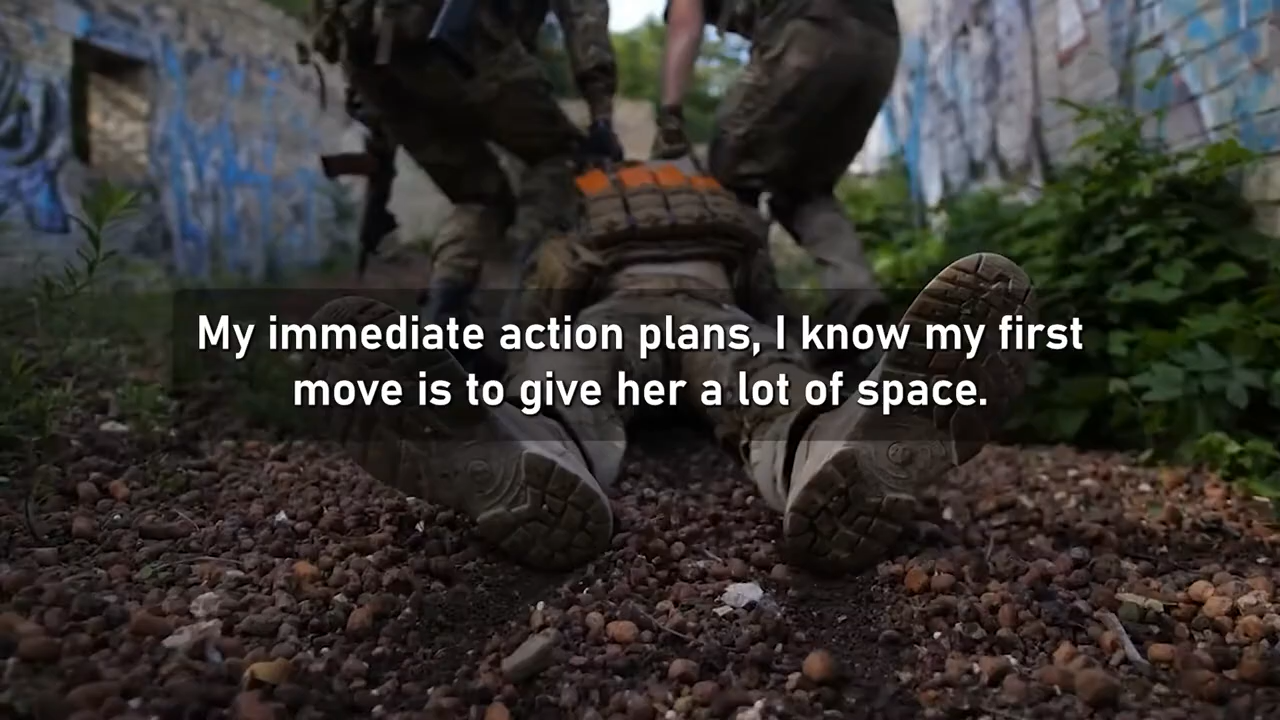 My immediate action plans, I know my first
move is to give her a lot of space.